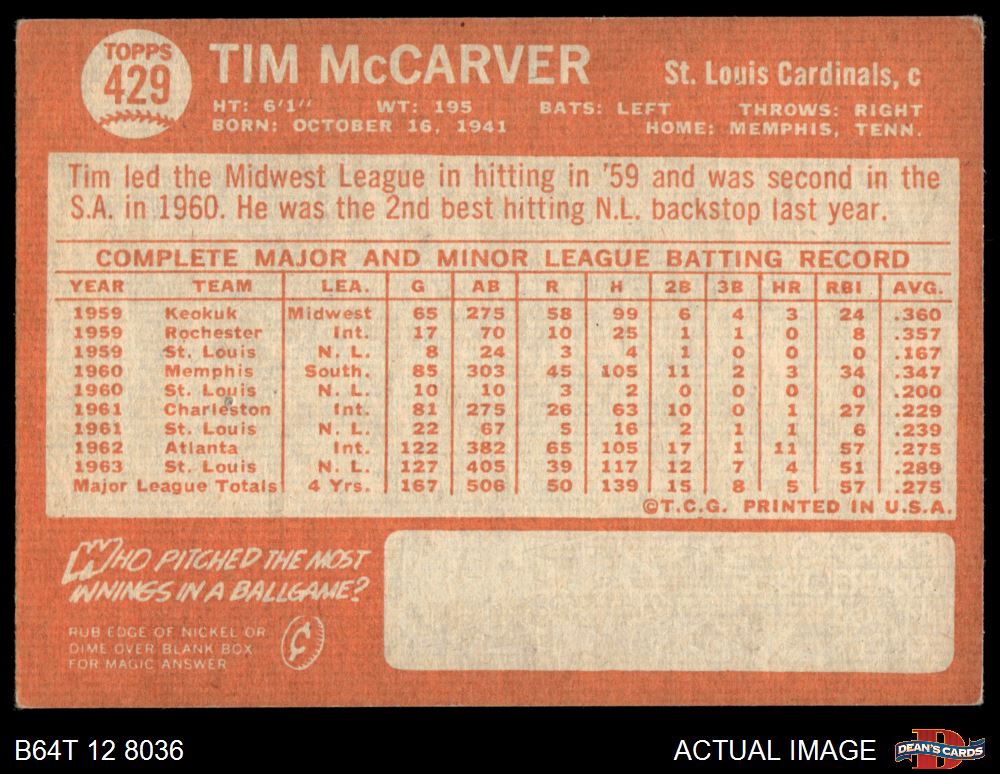 TOPPS
429
TIM McCARVER
St. Louis Cardinals, c
HT: 6'1" WT: 195 BATS: LEFT THROWS: RIGHT
BORN: OCTOBER 16, 1941 HOME: MEMPHIS, TENN.
Tim led the Midwest League in hitting in '59 and was second in the
S.A. in 1960. He was the 2nd best hitting N.L. backstop last year.
COMPLETE MAJOR AND MINOR LEAGUE BATTING RECORD
YEAR TEAM LEA. G AB R H 2B 3B HR RBI AVG.
1959 Keokuk Midwest 65 275 58 99 6 4 3 24 .360
1959 Rochester Int. 17 70 10 25 1 1 0 8 .357
1959 St. Louis N. L. 8 24 3 4 1 0 0 0 .167
1960 Memphis South. 85 303 45 105 11 2 3 34 .347
1960 St. Louis N. L. 10 10 3 2 0 0 0 0 .200
1961 Charleston Int. 81 275 26 63 10 0 1 27 .229
1961 St. Louis N. L. 22 67 5 16 2 1 1 6 .239
1962 Atlanta Int. 122 382 65 105 17 1 11 57 .275
1963 St. Louis N. L. 127 405 39 117 12 7 4 51 .289
Major League Totals 4 Yrs. 167 506 50 139 15 8 5 57 .275
©T.C.G. PRINTED IN U.S.A.
WHO PITCHED THE MOST
INNINGS IN A BALLGAME?
RUB EDGE OF NICKEL OR
DIME OVER BLANK BOX
FOR MAGIC ANSWER
¢
B64T 12 8036
ACTUAL IMAGE
D
DEAN'S CARDS